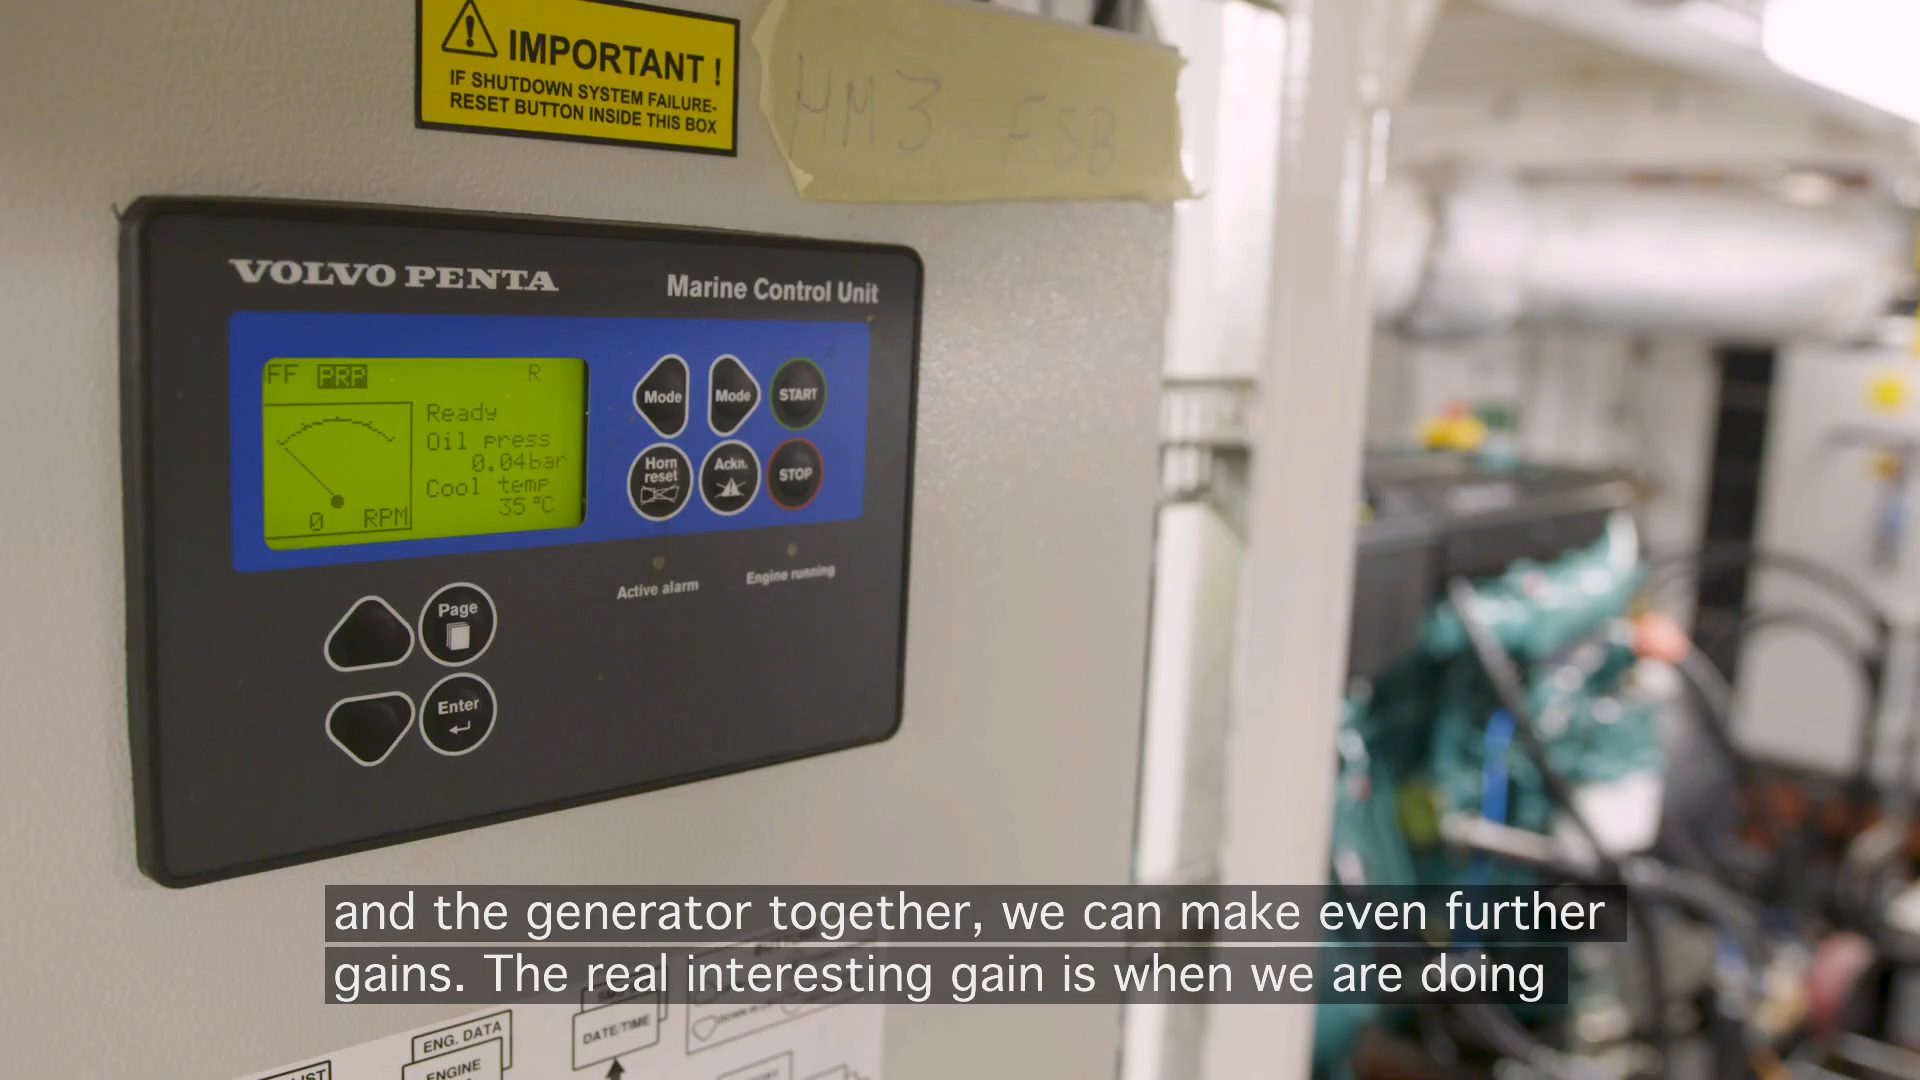 IMPORTANT !
IF SHUTDOWN SYSTEM FAILURE-
RESET BUTTON INSIDE THIS BOX
HM3 FSB
VOLVO PENTA
Marine Control Unit
FF PRP R
Ready
Oil press
0.04bar
Cool temp
35°C
0 RPM
Mode
Mode
START
Horn
reset
Ackn.
STOP
Active alarm
Engine running
Page
Enter
and the generator together, we can make even further
gains. The real interesting gain is when we are doing
ENG. DATA
DATE/TIME
ENGINE